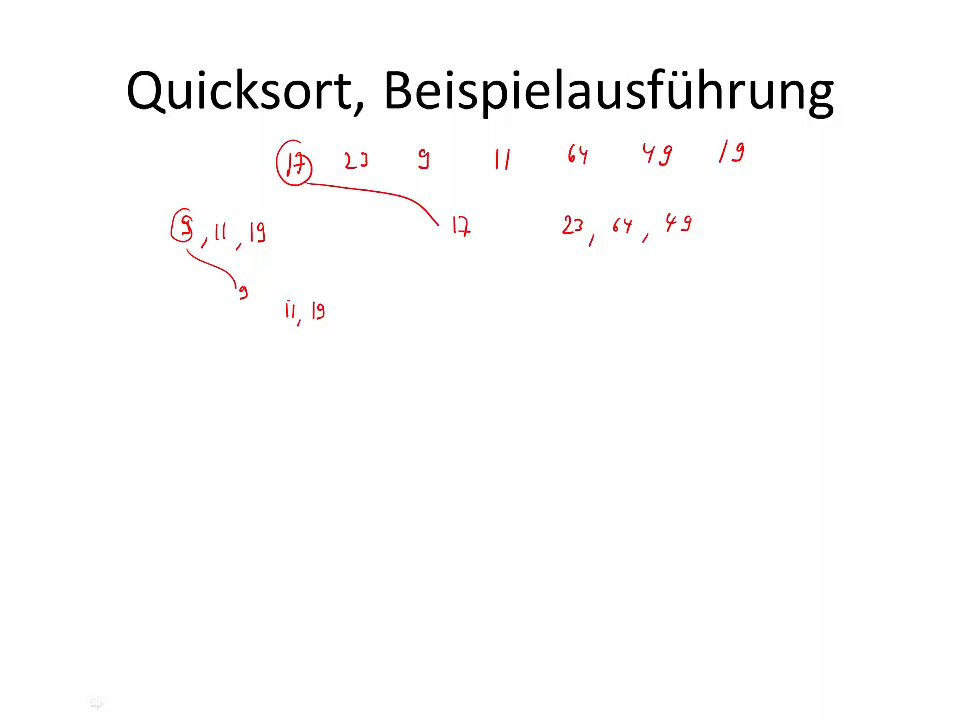 Quicksort, Beispielausführung
17 23 9 11 64 49 19
9, 11, 19 17 23, 64, 49
9
11, 19